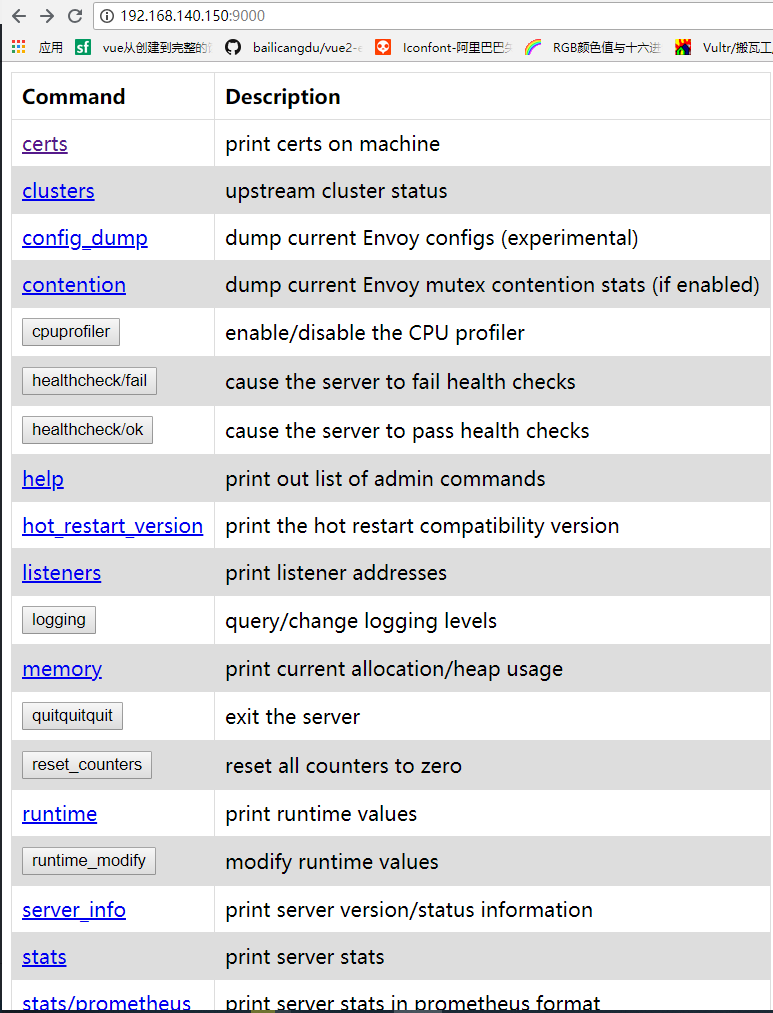 192.168.140.150:9000
应用 vue从创建到完整的 bailicangdu/vue2- Iconfont-阿里巴巴 RGB颜色值与十六进 Vultr/搬瓦工
Command Description
certs print certs on machine
clusters upstream cluster status
config_dump dump current Envoy configs (experimental)
contention dump current Envoy mutex contention stats (if enabled)
cpuprofiler enable/disable the CPU profiler
healthcheck/fail cause the server to fail health checks
healthcheck/ok cause the server to pass health checks
help print out list of admin commands
hot_restart_version print the hot restart compatibility version
listeners print listener addresses
logging query/change logging levels
memory print current allocation/heap usage
quitquitquit exit the server
reset_counters reset all counters to zero
runtime print runtime values
runtime_modify modify runtime values
server_info print server version/status information
stats print server stats
stats/prometheus print server stats in prometheus format